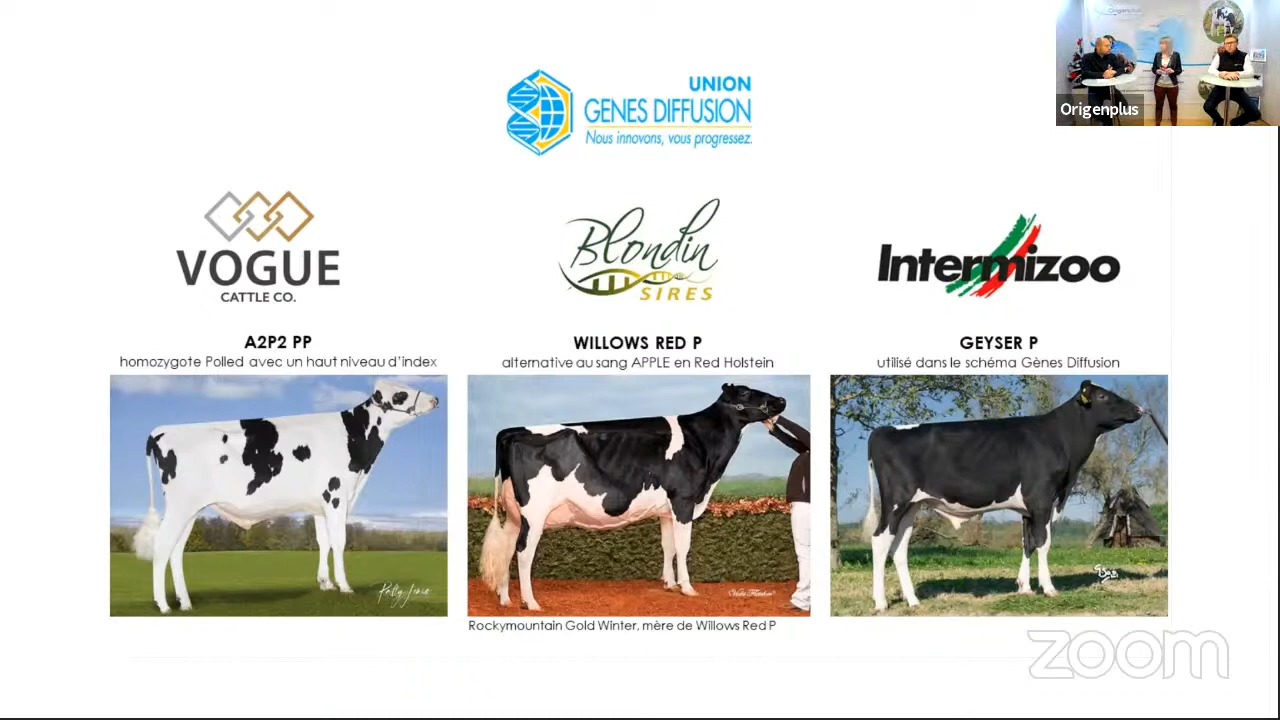 Origenplus
UNION
GENES DIFFUSION
Nous innovons, vous progressez.
VOGUE
CATTLE CO.
Blondin
SIRES
Intermizoo
A2P2 PP
homozygote Polled avec un haut niveau d'index
WILLOWS RED P
alternative au sang APPLE en Red Holstein
GEYSER P
utilisé dans le schéma Gènes Diffusion
Rockymountain Gold Winter, mère de Willows Red P
zoom